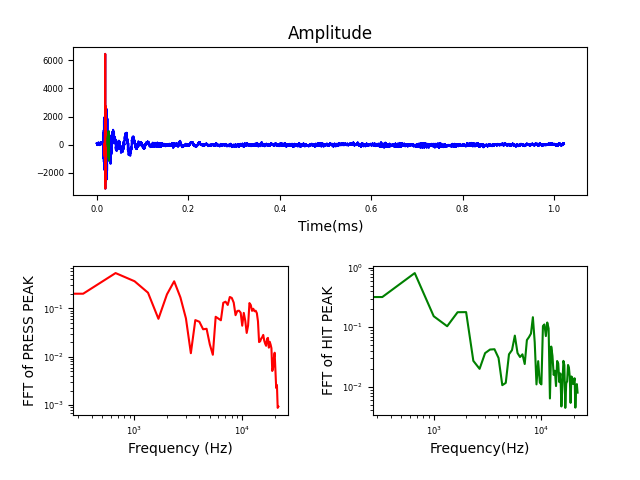 Amplitude
6000
4000
2000
0
−2000
0.0 0.2 0.4 0.6 0.8 1.0
Time(ms)
FFT of PRESS PEAK
10⁻¹
10⁻²
10⁻³
10³ 10⁴
Frequency (Hz)
FFT of HIT PEAK
10⁰
10⁻¹
10⁻²
10³ 10⁴
Frequency(Hz)